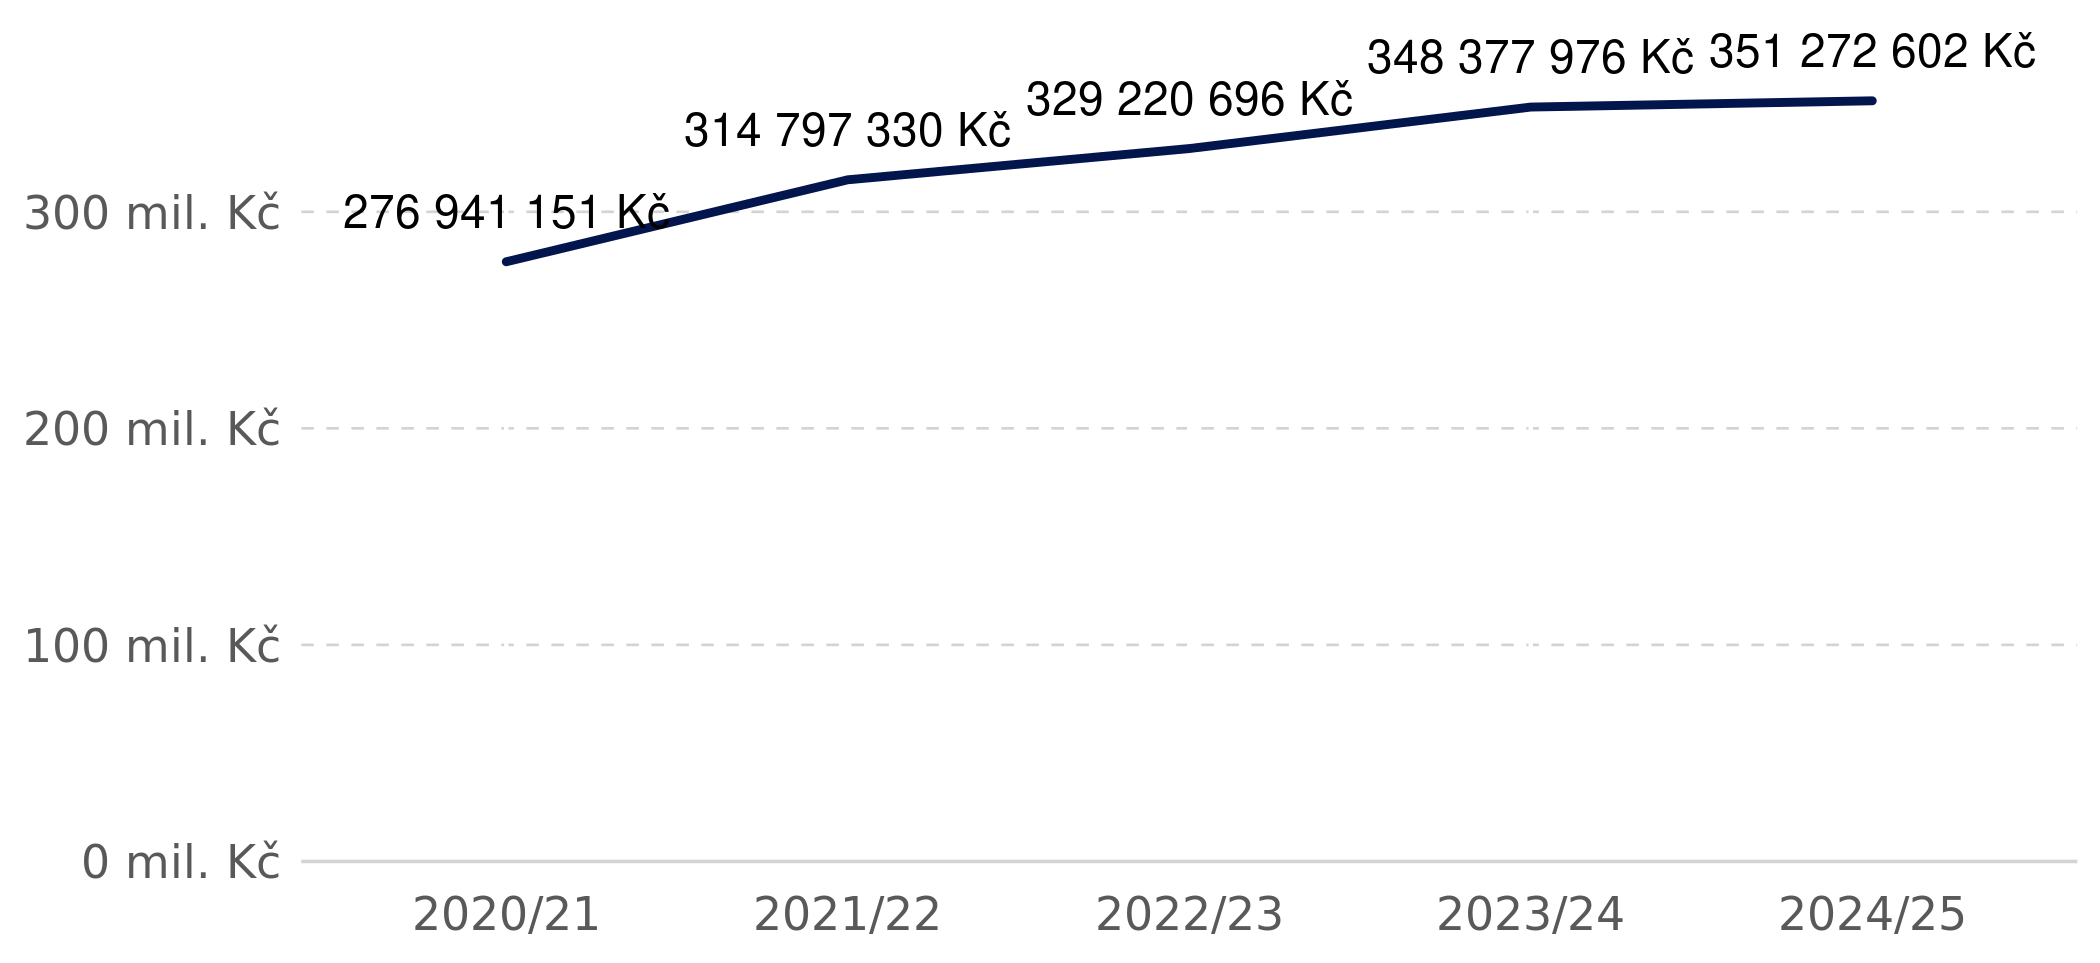 348 377 976 Kč 351 272 602 Kč
329 220 696 Kč
314 797 330 Kč
300 mil. Kč 276 941 151 Kč
200 mil. Kč
100 mil. Kč
0 mil. Kč
2020/21 2021/22 2022/23 2023/24 2024/25